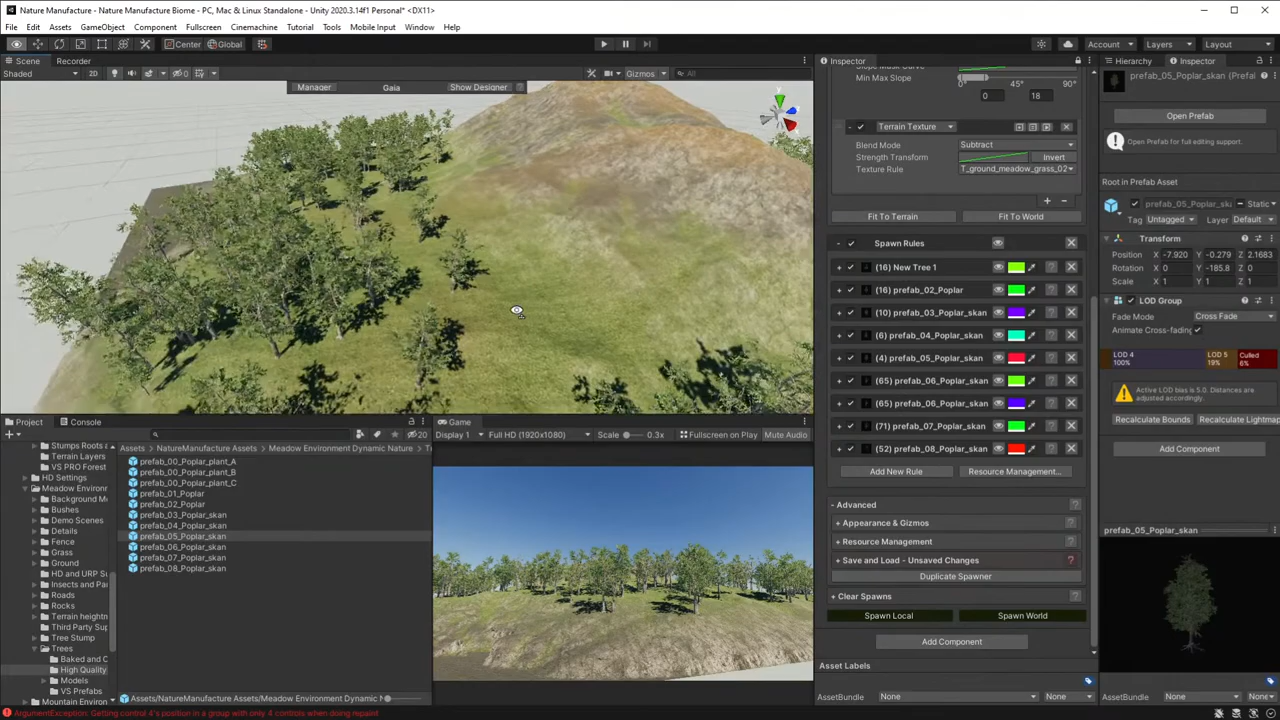 Nature Manufacture - Nature Manufacture Biome - PC, Mac & Linux Standalone - Unity 2020.3.14f1 Personal* <DX11>
File Edit Assets GameObject Component Fullscreen Cinemachine Tutorial Tools Mobile Input Window Help
Center Global Account Layers Layout
Scene Recorder
Shaded 2D 0 Gizmos All
Manager Gaia Show Designer
y
Inspector
Min Max Slope 0° 45° 90°
0 18
Terrain Texture
Blend Mode Subtract
Strength Transform Invert
Texture Rule T_ground_meadow_grass_02
Fit To Terrain Fit To World
Spawn Rules
(16) New Tree 1
(16) prefab_02_Poplar
(10) prefab_03_Poplar_skan
(6) prefab_04_Poplar_skan
(4) prefab_05_Poplar_skan
(65) prefab_06_Poplar_skan
(65) prefab_06_Poplar_skan
(71) prefab_07_Poplar_skan
(52) prefab_08_Poplar_skan
Add New Rule Resource Management...
- Advanced
+ Appearance & Gizmos
+ Resource Management
+ Save and Load - Unsaved Changes
Duplicate Spawner
+ Clear Spawns
Spawn Local Spawn World
Add Component
Asset Labels
AssetBundle None None
Hierarchy Inspector
prefab_05_Poplar_skan (Prefal
Open Prefab
Open Prefab for full editing support.
Root in Prefab Asset
prefab_05_Poplar_ska Static
Tag Untagged Layer Default
Transform
Position X -7.920 Y -0.279 Z 2.1683
Rotation X 0 Y -185.8 Z 0
Scale X 1 Y 1 Z 1
LOD Group
Fade Mode Cross Fade
Animate Cross-fading
LOD 4 100% LOD 5 19% Culled 6%
Active LOD bias is 5.0. Distances are adjusted accordingly.
Recalculate Bounds Recalculate Lightmap
Add Component
prefab_05_Poplar_skan
AssetBundle None None
Project Console
20
Stumps Roots a
Terrain Layers
VS PRO Forest
HD Settings
Meadow Environ
Background M
Bushes
Demo Scenes
Details
Fence
Grass
Ground
HD and URP Su
Insects and Pa
Roads
Rocks
Terrain height
Third Party Sup
Tree Stump
Trees
Baked and C
High Quality
Models
VS Prefabs
Mountain Environ
Assets > NatureManufacture Assets > Meadow Environment Dynamic Nature > T
prefab_00_Poplar_plant_A
prefab_00_Poplar_plant_B
prefab_00_Poplar_plant_C
prefab_01_Poplar
prefab_02_Poplar
prefab_03_Poplar_skan
prefab_04_Poplar_skan
prefab_05_Poplar_skan
prefab_06_Poplar_skan
prefab_07_Poplar_skan
prefab_08_Poplar_skan
Assets/NatureManufacture Assets/Meadow Environment Dynamic N
Game
Display 1 Full HD (1920x1080) Scale 0.3x Fullscreen on Play Mute Audio
ArgumentException: Getting control 4's position in a group with only 4 controls when doing repaint